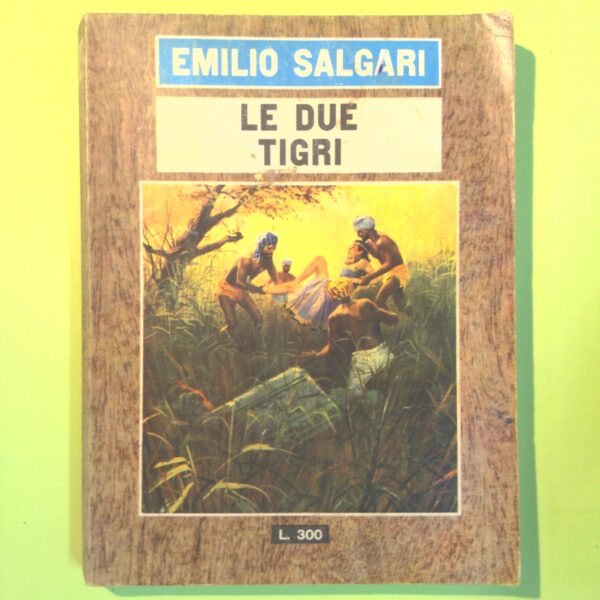 EMILIO SALGARI
LE DUE
TIGRI
L. 300